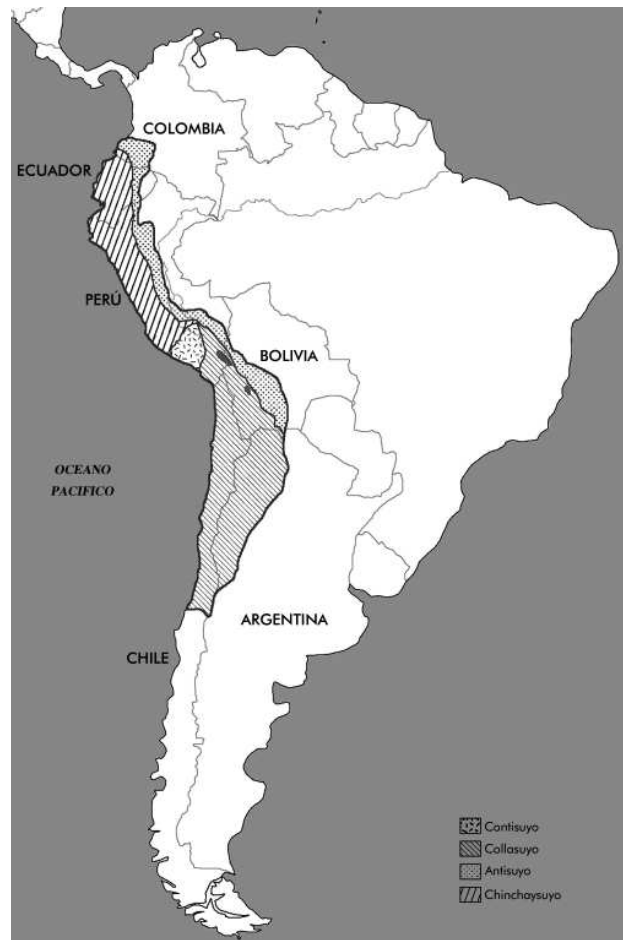 COLOMBIA
ECUADOR
PERÚ
BOLIVIA
OCEANO
PACIFICO
ARGENTINA
CHILE
Contisuyo
Collasuyo
Antisuyo
Chinchaysuyo